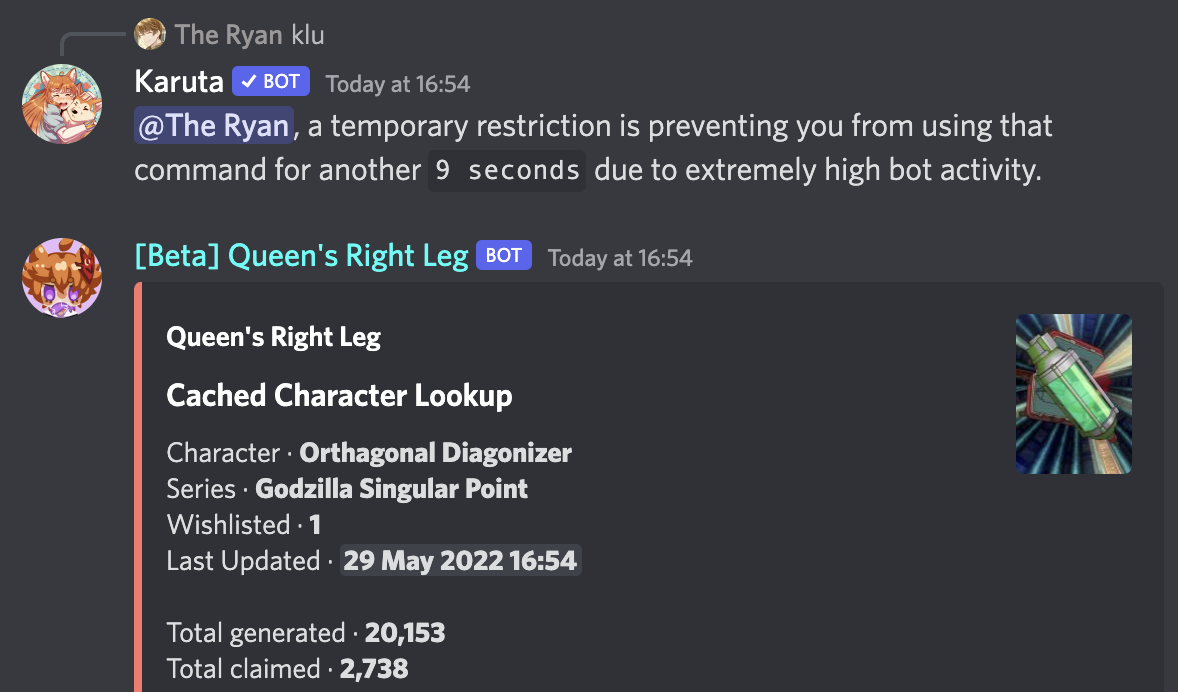 The Ryan klu
Karuta ✓ BOT Today at 16:54
@The Ryan, a temporary restriction is preventing you from using that
command for another 9 seconds due to extremely high bot activity.
[Beta] Queen's Right Leg BOT Today at 16:54
Queen's Right Leg
Cached Character Lookup
Character · Orthagonal Diagonizer
Series · Godzilla Singular Point
Wishlisted · 1
Last Updated · 29 May 2022 16:54
Total generated · 20,153
Total claimed · 2,738